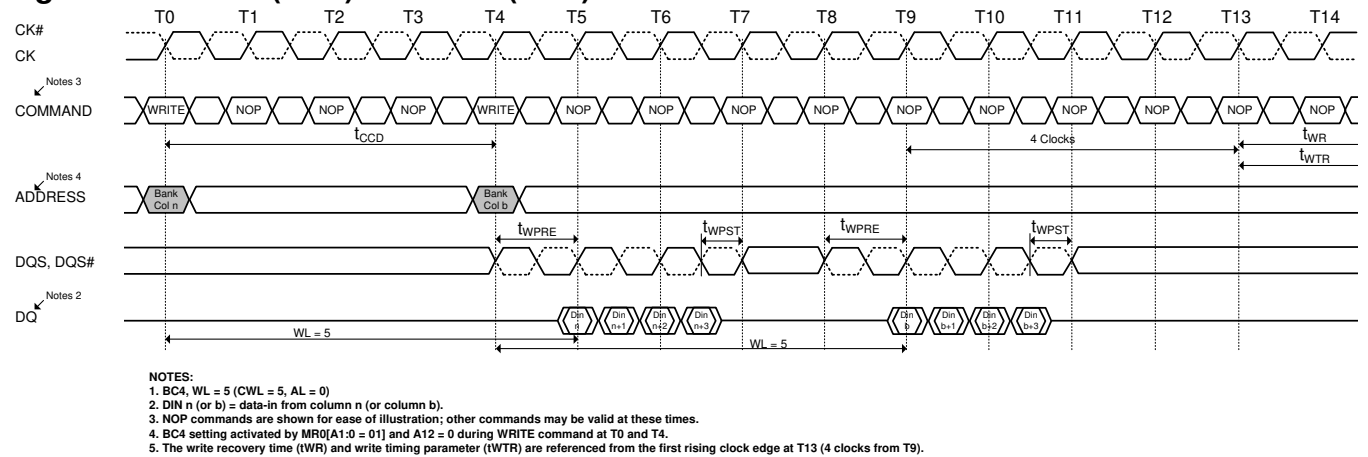 T0 T1 T2 T3 T4 T5 T6 T7 T8 T9 T10 T11 T12 T13 T14
CK#
CK
Notes 3
COMMAND
WRITE NOP NOP NOP WRITE NOP NOP NOP NOP NOP NOP NOP NOP NOP NOP
tCCD
4 Clocks
tWR
tWTR
Notes 4
ADDRESS
Bank
Col n
Bank
Col b
tWPRE
tWPST
tWPRE
tWPST
DQS, DQS#
Notes 2
DQ
Din
n
Din
n+1
Din
n+2
Din
n+3
Din
b
Din
b+1
Din
b+2
Din
b+3
WL = 5
WL = 5
NOTES:
1. BC4, WL = 5 (CWL = 5, AL = 0)
2. DIN n (or b) = data-in from column n (or column b).
3. NOP commands are shown for ease of illustration; other commands may be valid at these times.
4. BC4 setting activated by MR0[A1:0 = 01] and A12 = 0 during WRITE command at T0 and T4.
5. The write recovery time (tWR) and write timing parameter (tWTR) are referenced from the first rising clock edge at T13 (4 clocks from T9).